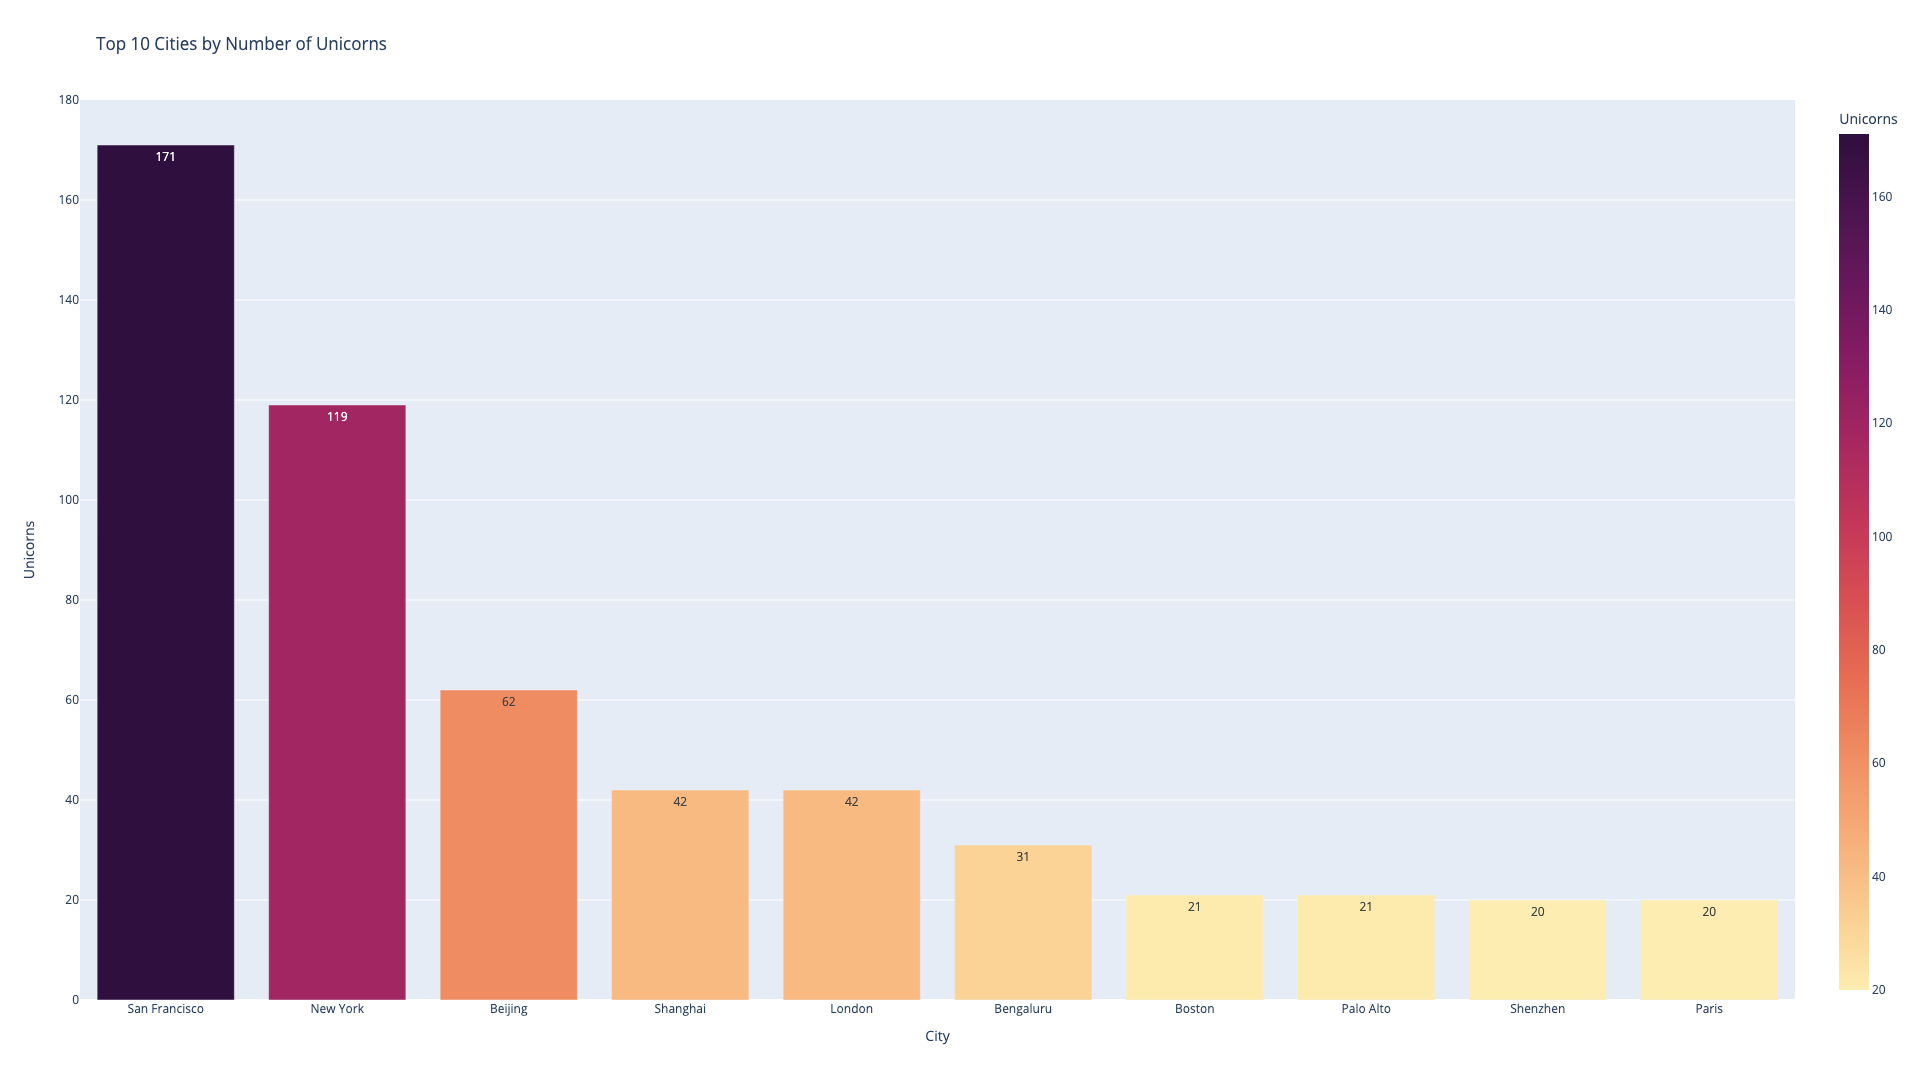 Top 10 Cities by Number of Unicorns
Unicorns
180
160
140
120
100
80
60
40
20
0
171
119
62
42
42
31
21
21
20
20
San Francisco
New York
Beijing
Shanghai
London
Bengaluru
Boston
Palo Alto
Shenzhen
Paris
City
Unicorns
160
140
120
100
80
60
40
20